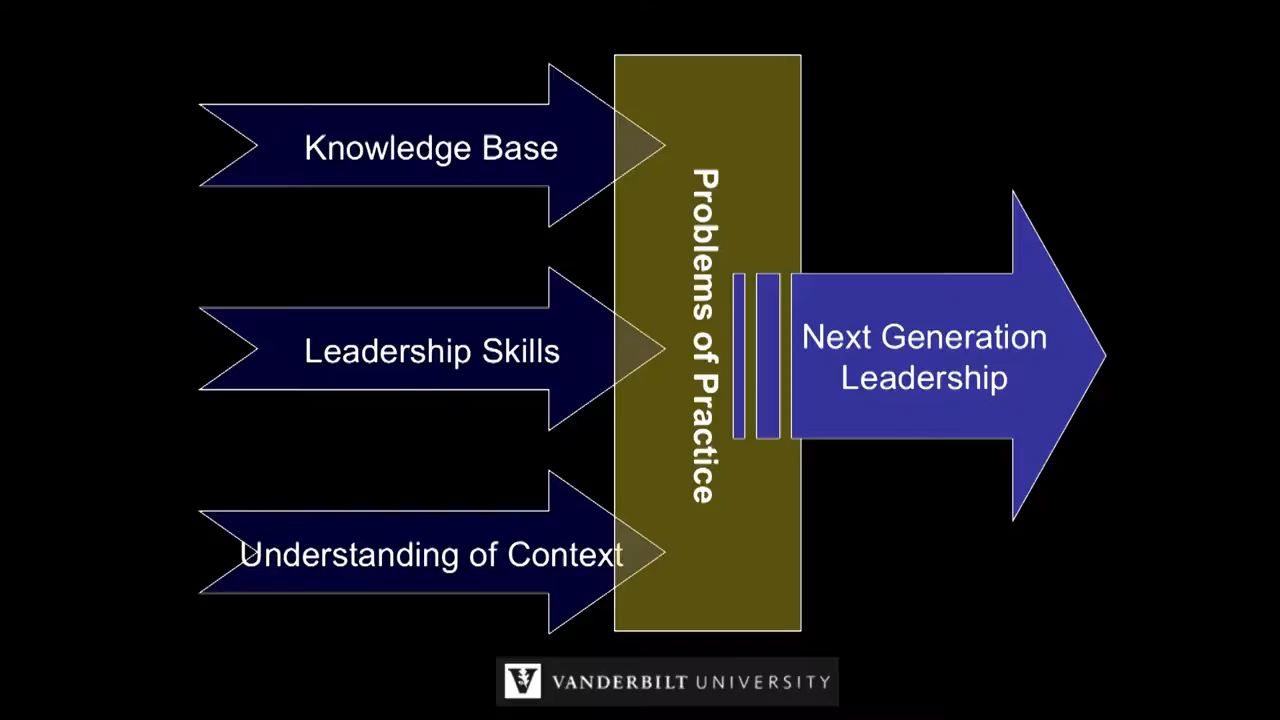 Knowledge Base
Leadership Skills
Understanding of Context
Problems of Practice
Next Generation
Leadership
V
VANDERBILT UNIVERSITY